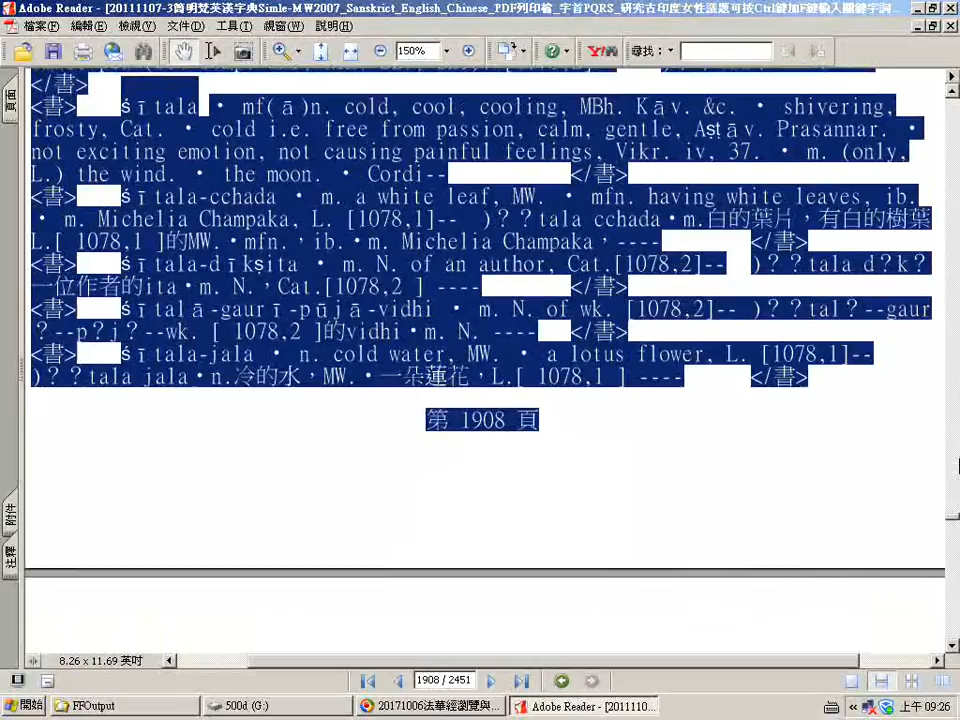 Adobe Reader - [20111107-3簡明梵英漢字典Simle-MW2007_Sanskrict_English_Chinese_PDF列印檔_字首PQRS_研究古印度女性議題可按Ctrl鍵加F鍵輸入關鍵字詞...
檔案(F) 編輯(E) 檢視(V) 文件(D) 工具(T) 視窗(W) 說明(H)
150% Y! 尋找:
頁面
</書>
<書> śītala • mf(ā)n. cold, cool, cooling, MBh. Kāv. &c. • shivering,
frosty, Cat. • cold i.e. free from passion, calm, gentle, Aṣṭāv. Prasannar. •
not exciting emotion, not causing painful feelings, Vikr. iv, 37. • m. (only,
L.) the wind. • the moon. • Cordi-- </書>
<書> śītala-cchada • m. a white leaf, MW. • mfn. having white leaves, ib.
• m. Michelia Champaka, L. [1078,1]-- )??tala cchada•m.白的葉片，有白的樹葉
L.[ 1078,1 ]的MW.•mfn.，ib.•m. Michelia Champaka，---- </書>
<書> śītala-dīkṣita • m. N. of an author, Cat.[1078,2]-- )??tala d?k?
一位作者的ita•m. N.，Cat.[1078,2 ] ---- </書>
<書> śītalā-gaurī-pūjā-vidhi • m. N. of wk. [1078,2]-- )??tal?--gaur
?--p?j?--wk. [ 1078,2 ]的vidhi•m. N. ---- </書>
<書> śītala-jala • n. cold water, MW. • a lotus flower, L. [1078,1]--
)??tala jala•n.冷的水，MW.•一朵蓮花，L.[ 1078,1 ] ---- </書>
第 1908 頁
附件
注釋
8.26 x 11.69 英吋
1908 / 2451
開始 FFOutput 500d (G:) 20171006法華經瀏覽與... Adobe Reader - [2011110... 上午 09:26